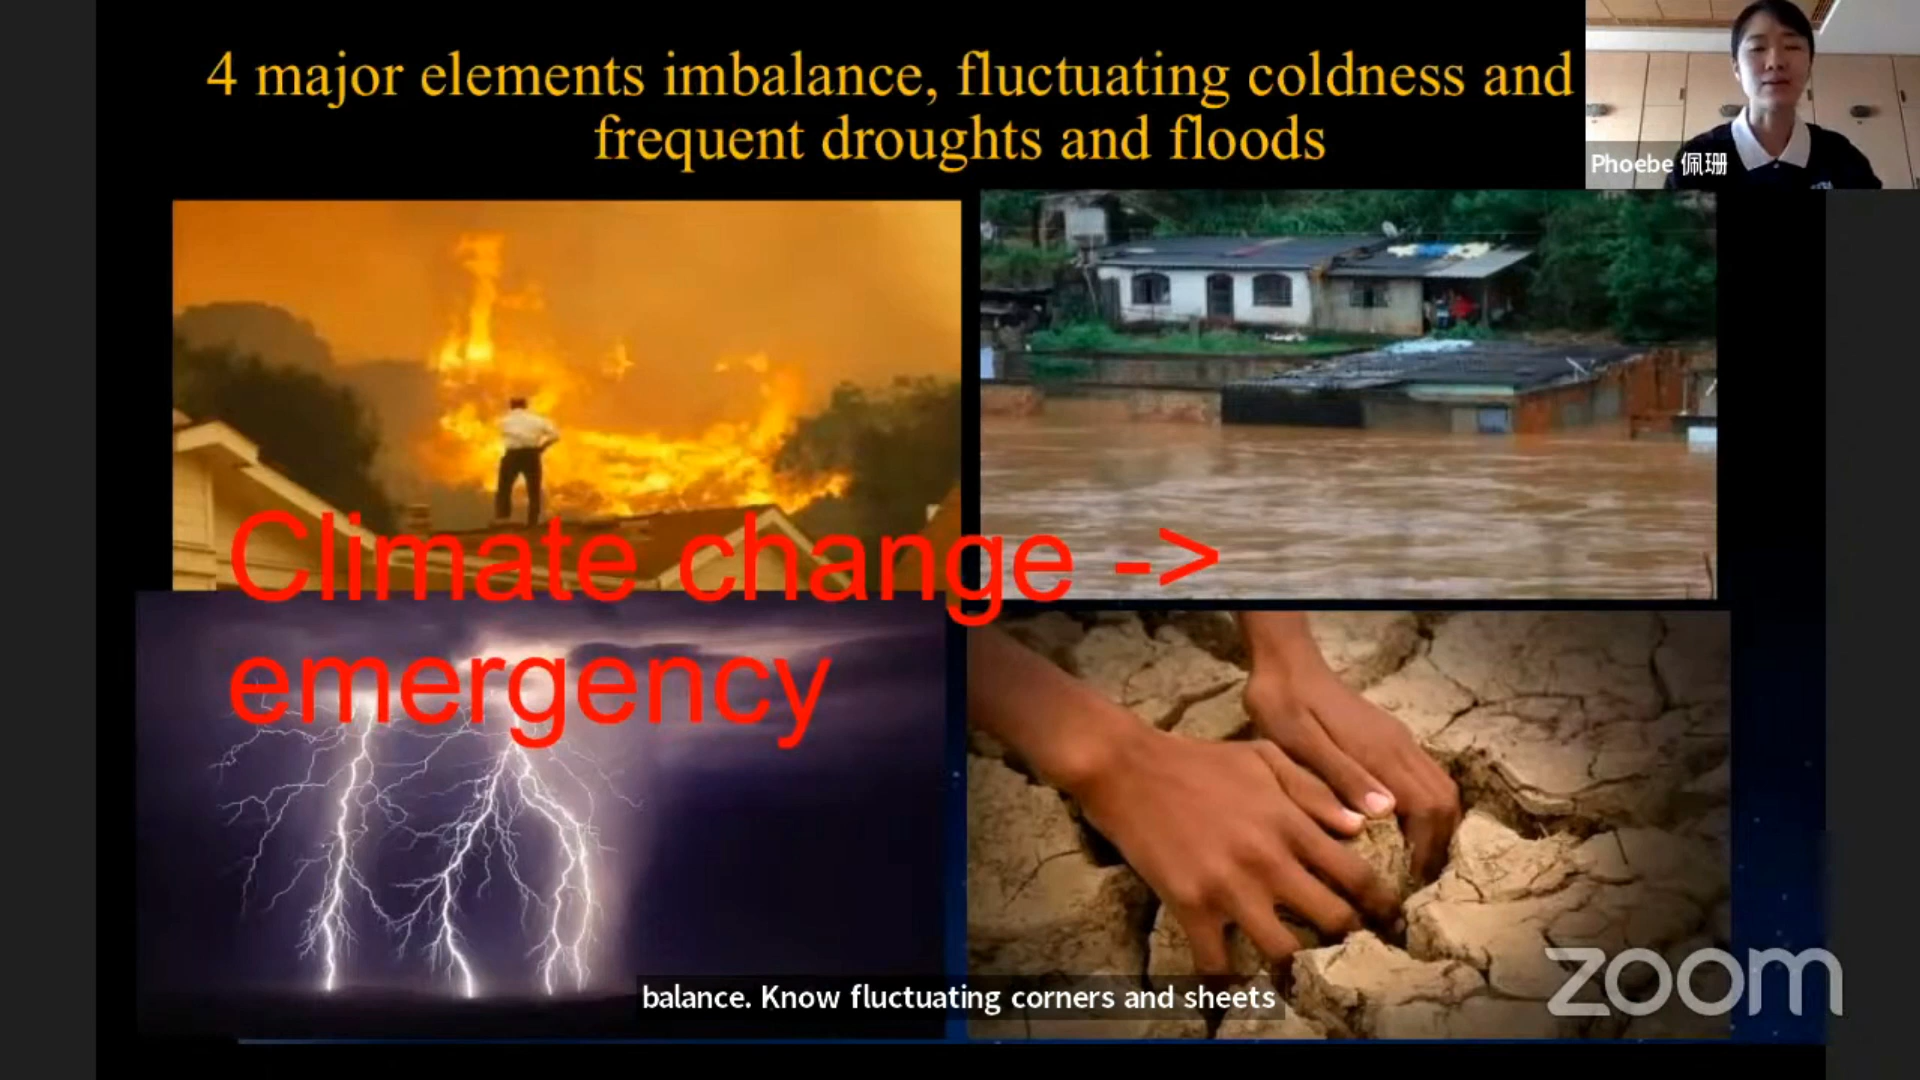 4 major elements imbalance, fluctuating coldness and
frequent droughts and floods
Phoebe 佩珊
Climate change ->
emergency
balance. Know fluctuating corners and sheets
zoom